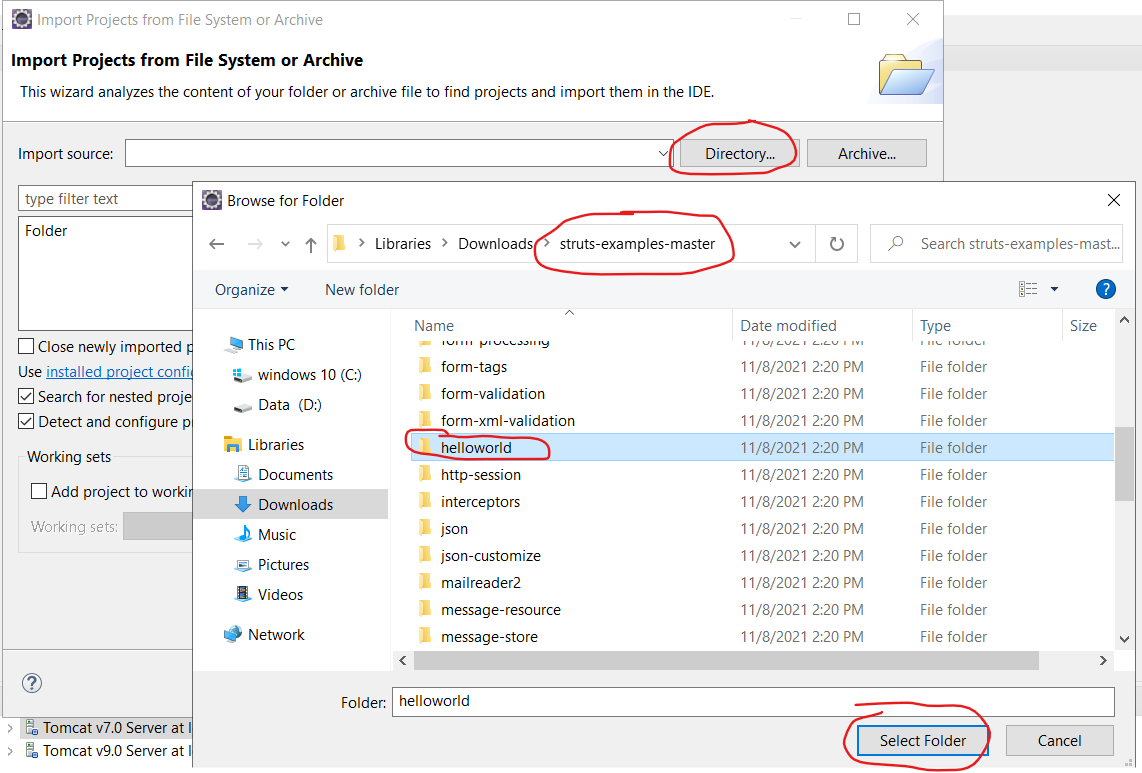 Import Projects from File System or Archive
Import Projects from File System or Archive
This wizard analyzes the content of your folder or archive file to find projects and import them in the IDE.
Import source:
Directory...
Archive...
type filter text
Folder
Close newly imported p
Use installed project confi
Search for nested proje
Detect and configure p
Working sets
Add project to workin
Working sets:
Tomcat v7.0 Server at l
Tomcat v9.0 Server at l
Browse for Folder
Libraries
Downloads
struts-examples-master
Search struts-examples-mast...
Organize
New folder
This PC
windows 10 (C:)
Data (D:)
Libraries
Documents
Downloads
Music
Pictures
Videos
Network
Name Date modified Type Size
form-processing 11/8/2021 2:20 PM File folder
form-tags 11/8/2021 2:20 PM File folder
form-validation 11/8/2021 2:20 PM File folder
form-xml-validation 11/8/2021 2:20 PM File folder
helloworld 11/8/2021 2:20 PM File folder
http-session 11/8/2021 2:20 PM File folder
interceptors 11/8/2021 2:20 PM File folder
json 11/8/2021 2:20 PM File folder
json-customize 11/8/2021 2:20 PM File folder
mailreader2 11/8/2021 2:20 PM File folder
message-resource 11/8/2021 2:20 PM File folder
message-store 11/8/2021 2:20 PM File folder
Folder: helloworld
Select Folder
Cancel